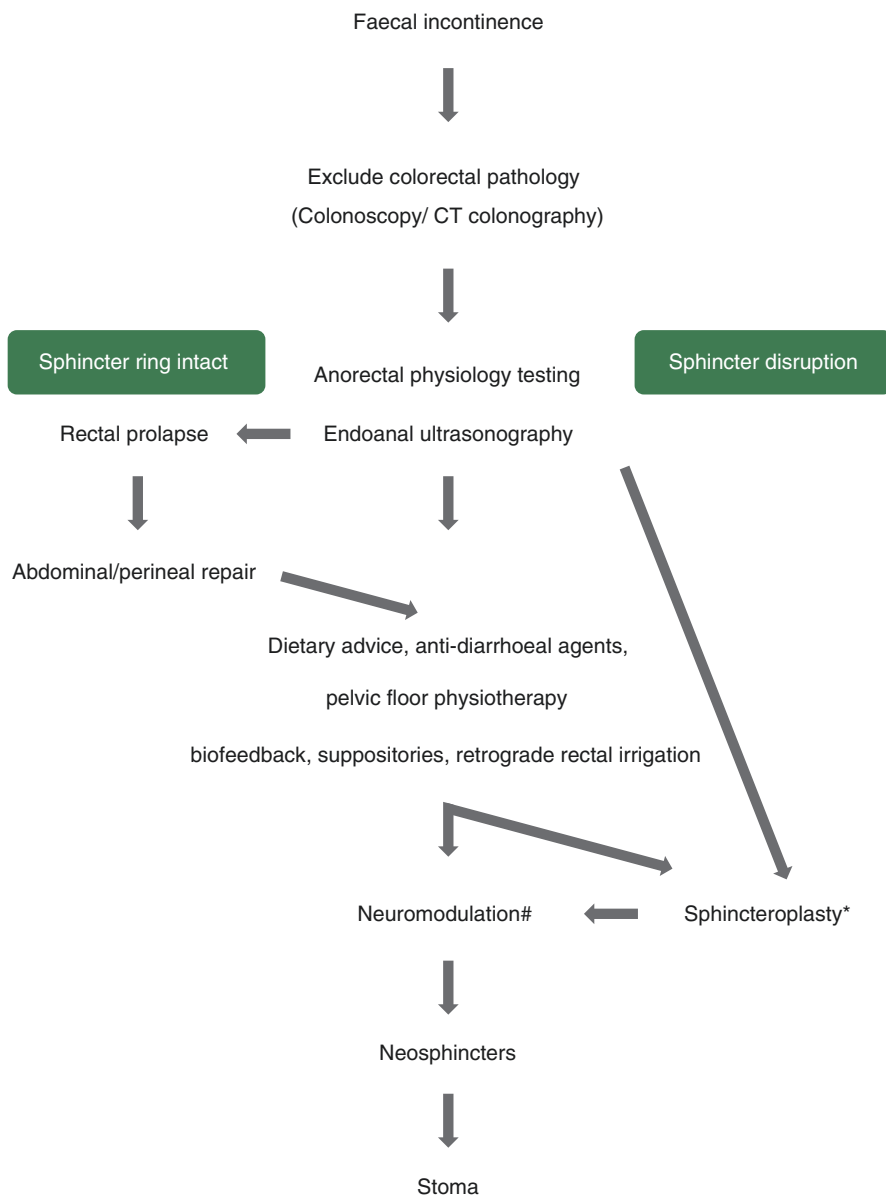 Faecal incontinence
Exclude colorectal pathology
(Colonoscopy/ CT colonography)
Sphincter ring intact
Anorectal physiology testing
Sphincter disruption
Rectal prolapse
Endoanal ultrasonography
Abdominal/perineal repair
Dietary advice, anti-diarrhoeal agents,
pelvic floor physiotherapy
biofeedback, suppositories, retrograde rectal irrigation
Neuromodulation#
Sphincteroplasty*
Neosphincters
Stoma